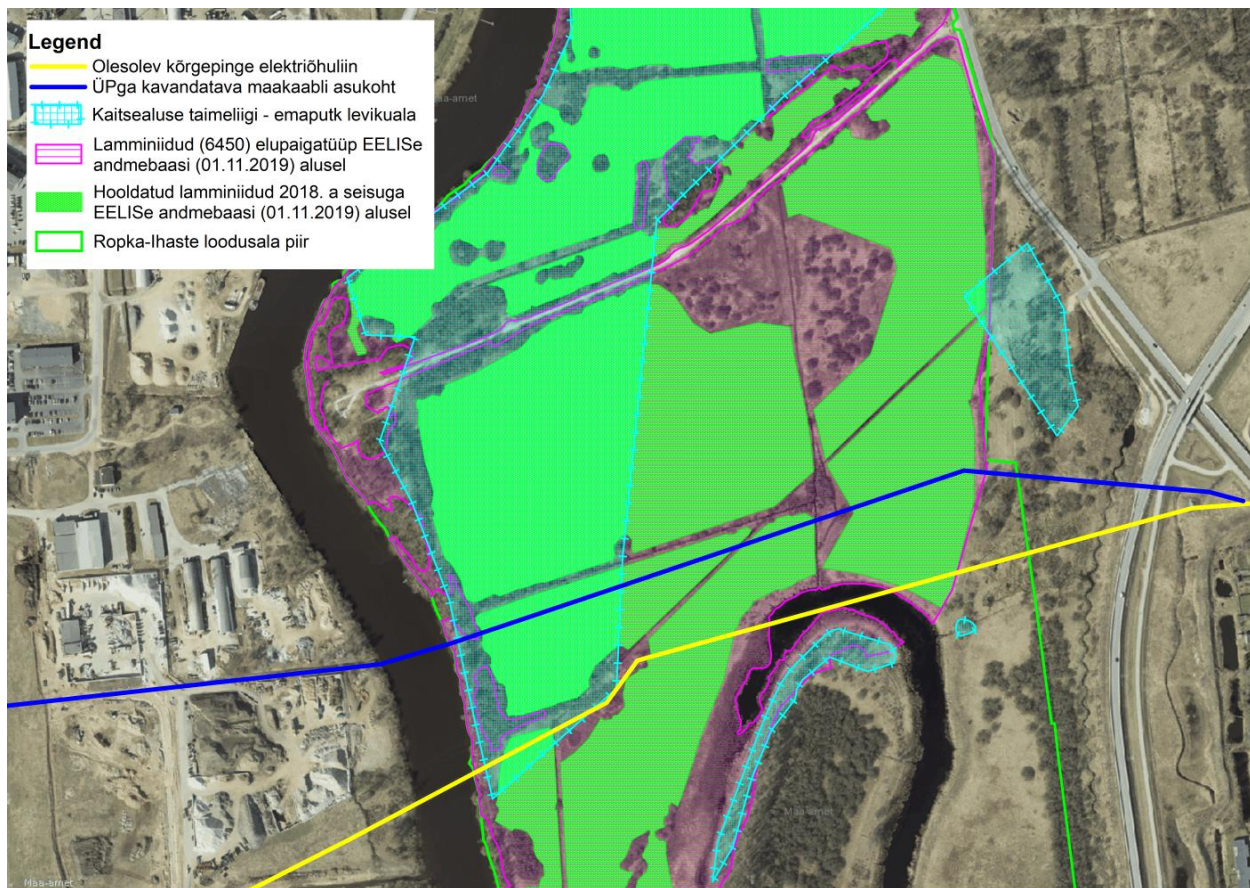 Legend
Olesolev kõrgepinge elektriõhuliin
ÜPga kavandatava maakaabli asukoht
Kaitsealuse taimeliigi - emaputk levikuala
Lamminiidud (6450) elupaigatüüp EELISe
andmebaasi (01.11.2019) alusel
Hooldatud lamminiidud 2018. a seisuga
EELISe andmebaasi (01.11.2019) alusel
Ropka-Ihaste loodusala piir
Maa-amet
Maa-amet